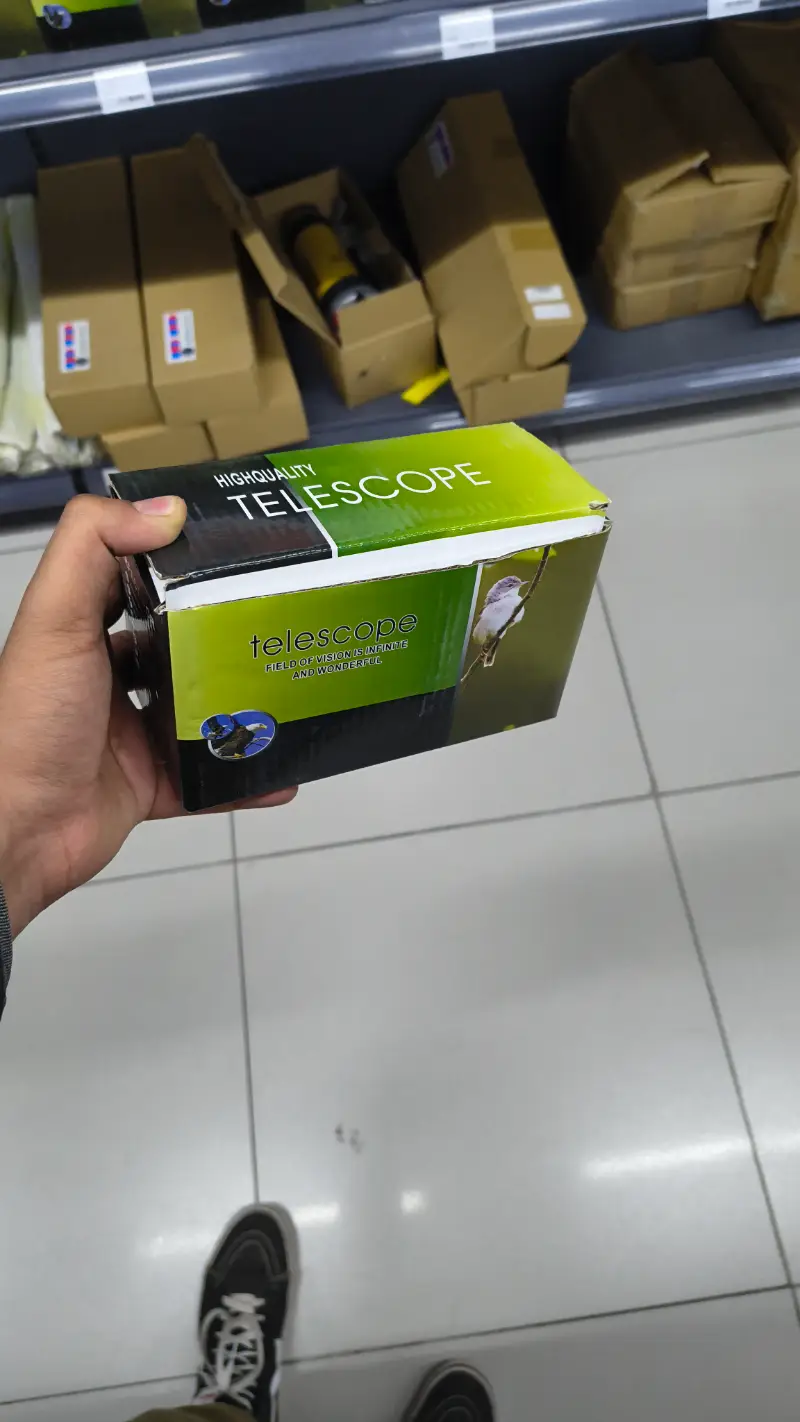 HIGHQUALITY
TELESCOPE
telescope
FIELD OF VISION IS INFINITE
AND WONDERFUL